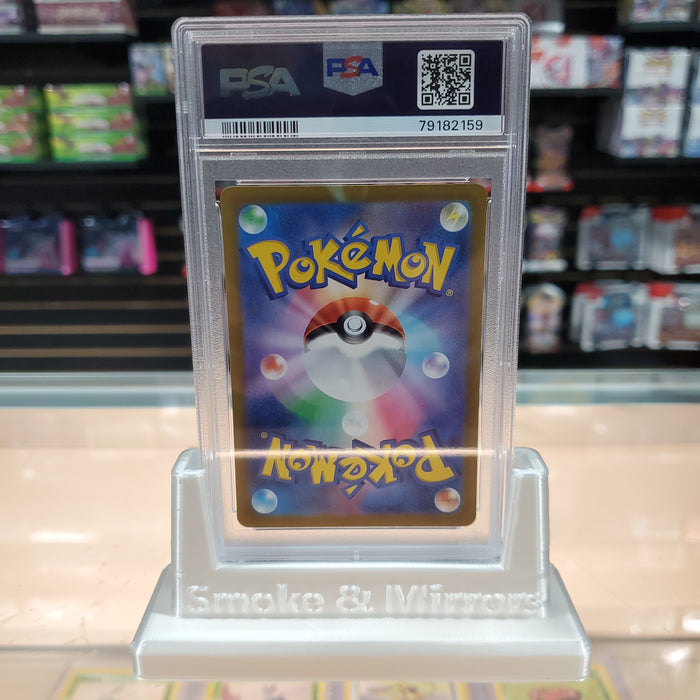 PSA PSA
79182159
POKéMON®
POKéMON®
Smoke & Mirrors